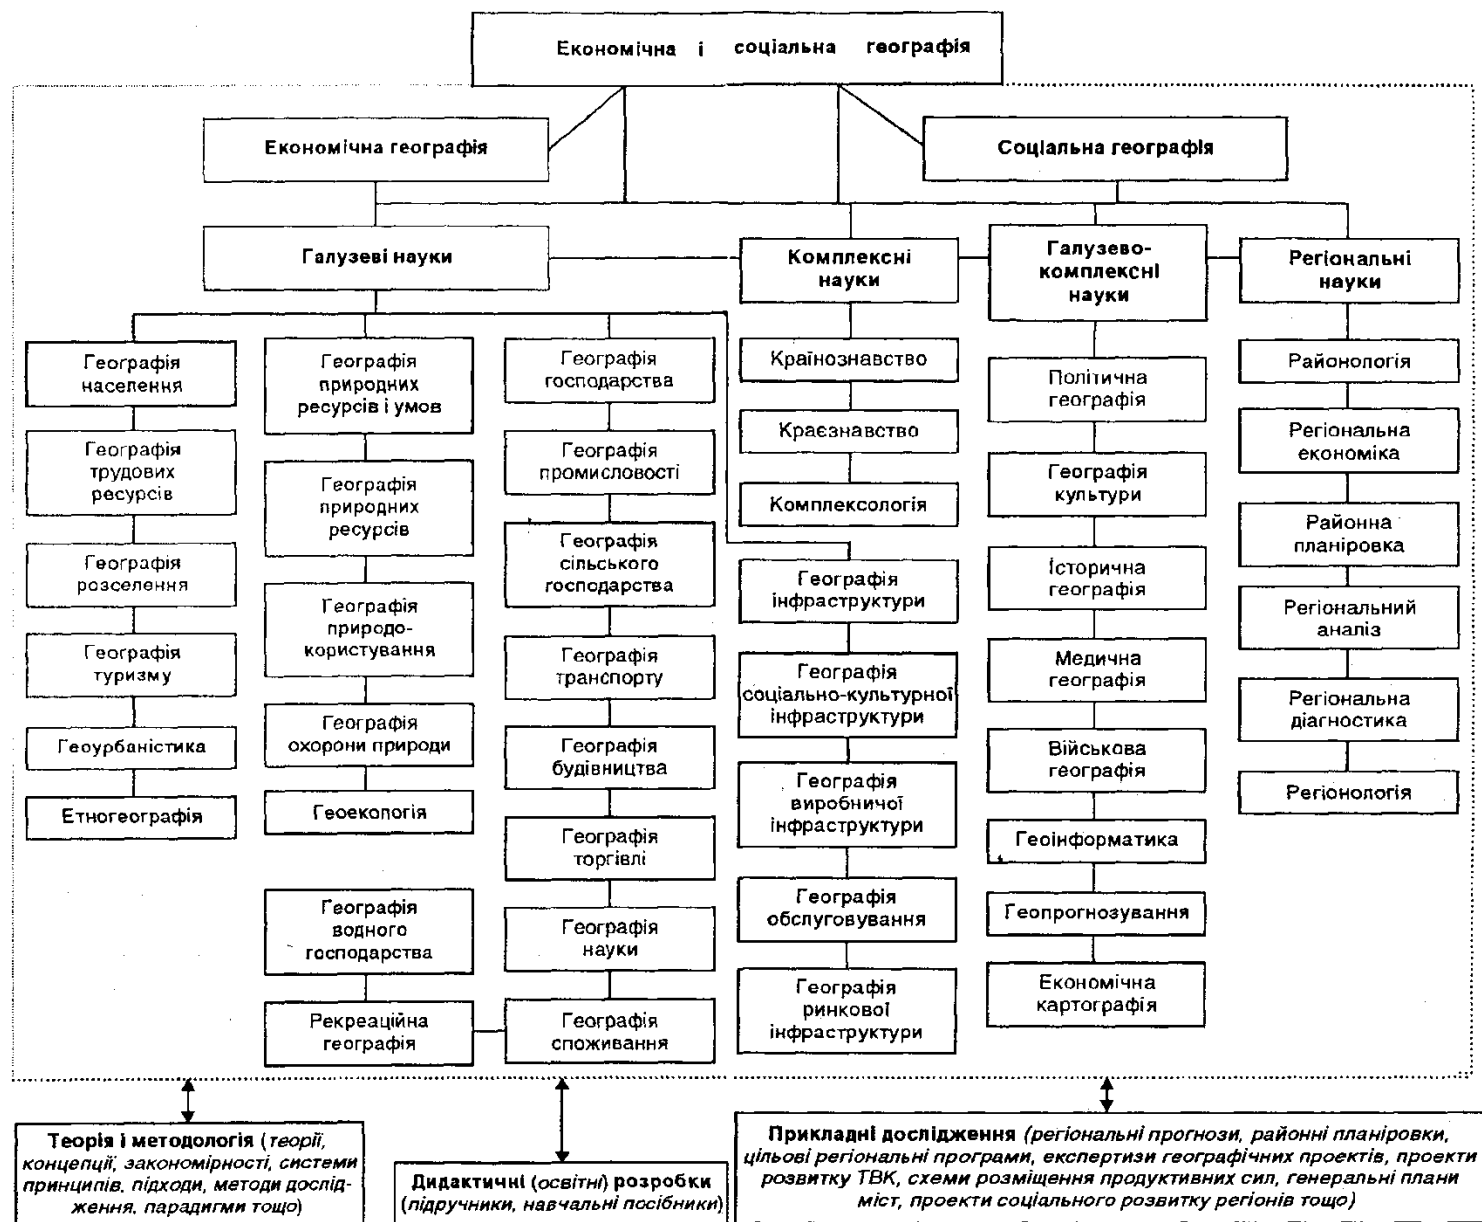 Економічна і соціальна географія
Економічна географія
Соціальна географія
Галузеві науки
Комплексні
науки
Галузево-
комплексні
науки
Регіональні
науки
Географія
населення
Географія
трудових
ресурсів
Географія
розселення
Географія
туризму
Геоурбаністика
Етногеографія
Географія
природних
ресурсів і умов
Географія
природних
ресурсів
Географія
природо-
користування
Географія
охорони природи
Геоекологія
Географія
водного
господарства
Рекреаційна
географія
Географія
господарства
Географія
промисловості
Географія
сільського
господарства
Географія
транспорту
Географія
будівництва
Географія
торгівлі
Географія
науки
Географія
споживання
Країнознавство
Краєзнавство
Комплексологія
Географія
інфраструктури
Географія
соціально-культурної
інфраструктури
Географія
виробничої
інфраструктури
Географія
обслуговування
Географія
ринкової
інфраструктури
Політична
географія
Географія
культури
Історична
географія
Медична
географія
Військова
географія
Геоінформатика
Геопрогнозування
Економічна
картографія
Районологія
Регіональна
економіка
Районна
планіровка
Регіональний
аналіз
Регіональна
діагностика
Регіонологія
Теорія і методологія (теорії,
концепції, закономірності, системи
принципів, підходи, методи дослід-
ження, парадигми тощо)
Дидактичні (освітні) розробки
(підручники, навчальні посібники)
Прикладні дослідження (регіональні прогнози, районні планіровки,
цільові регіональні програми, експертизи географічних проектів, проекти
розвитку ТВК, схеми розміщення продуктивних сил, генеральні плани
міст, проекти соціального розвитку регіонів тощо)